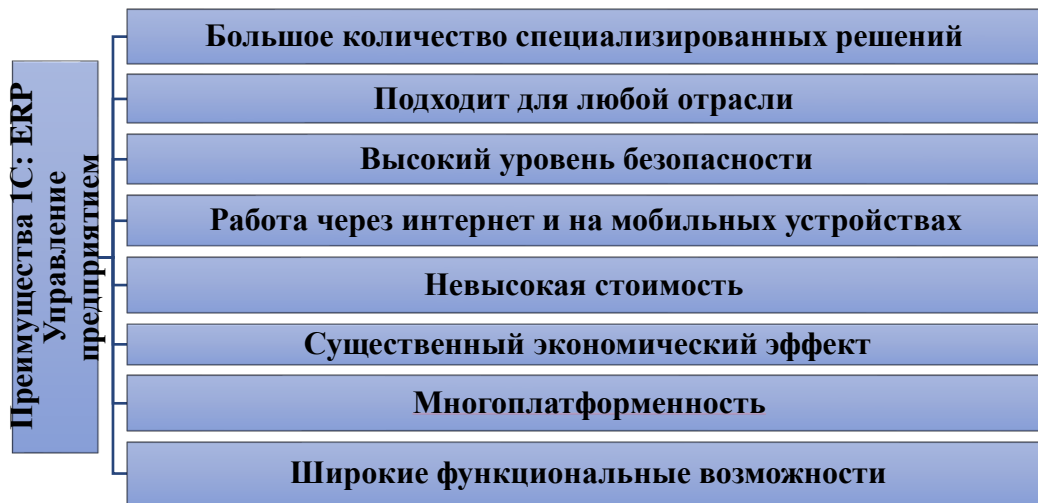 Преимущества 1С: ERP
Управление
предприятием
Большое количество специализированных решений
Подходит для любой отрасли
Высокий уровень безопасности
Работа через интернет и на мобильных устройствах
Невысокая стоимость
Существенный экономический эффект
Многоплатформенность
Широкие функциональные возможности